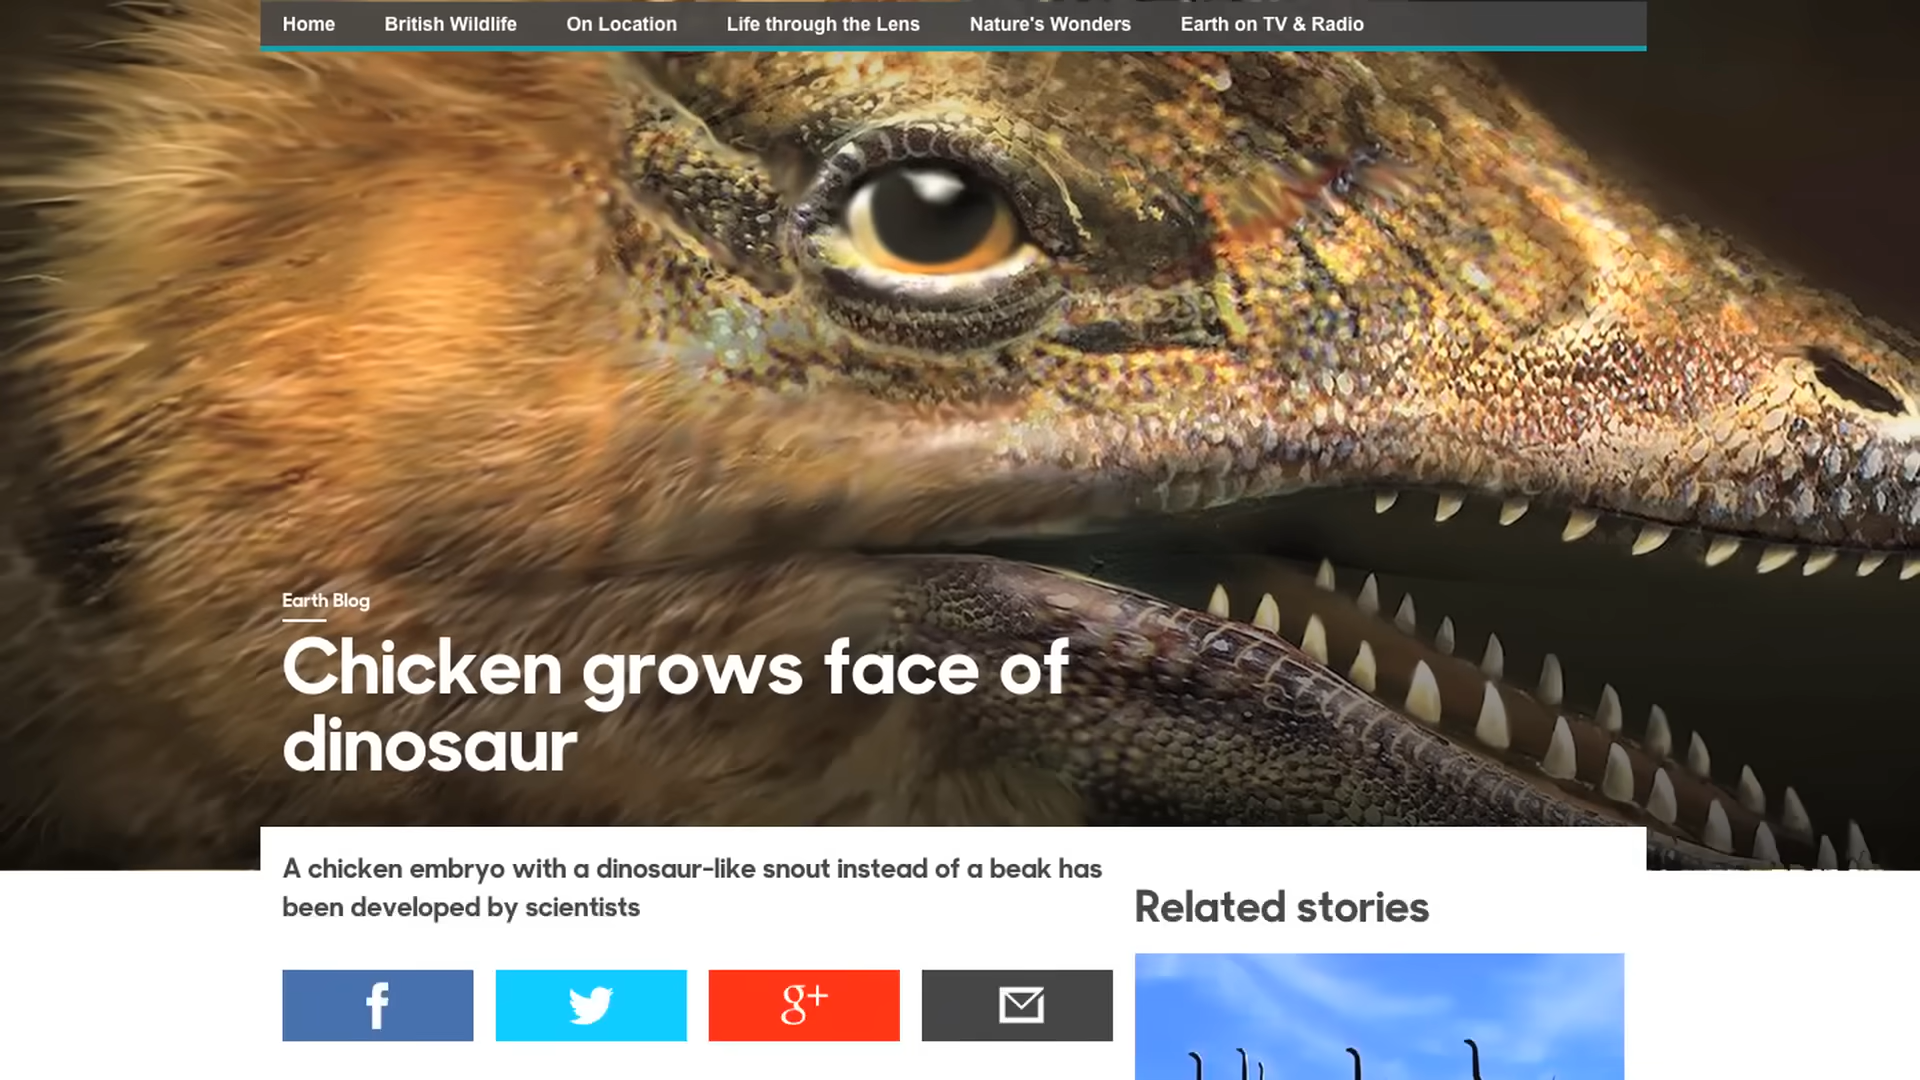 Home British Wildlife On Location Life through the Lens Nature's Wonders Earth on TV & Radio
Earth Blog
Chicken grows face of
dinosaur
A chicken embryo with a dinosaur-like snout instead of a beak has
been developed by scientists
Related stories
f
g+